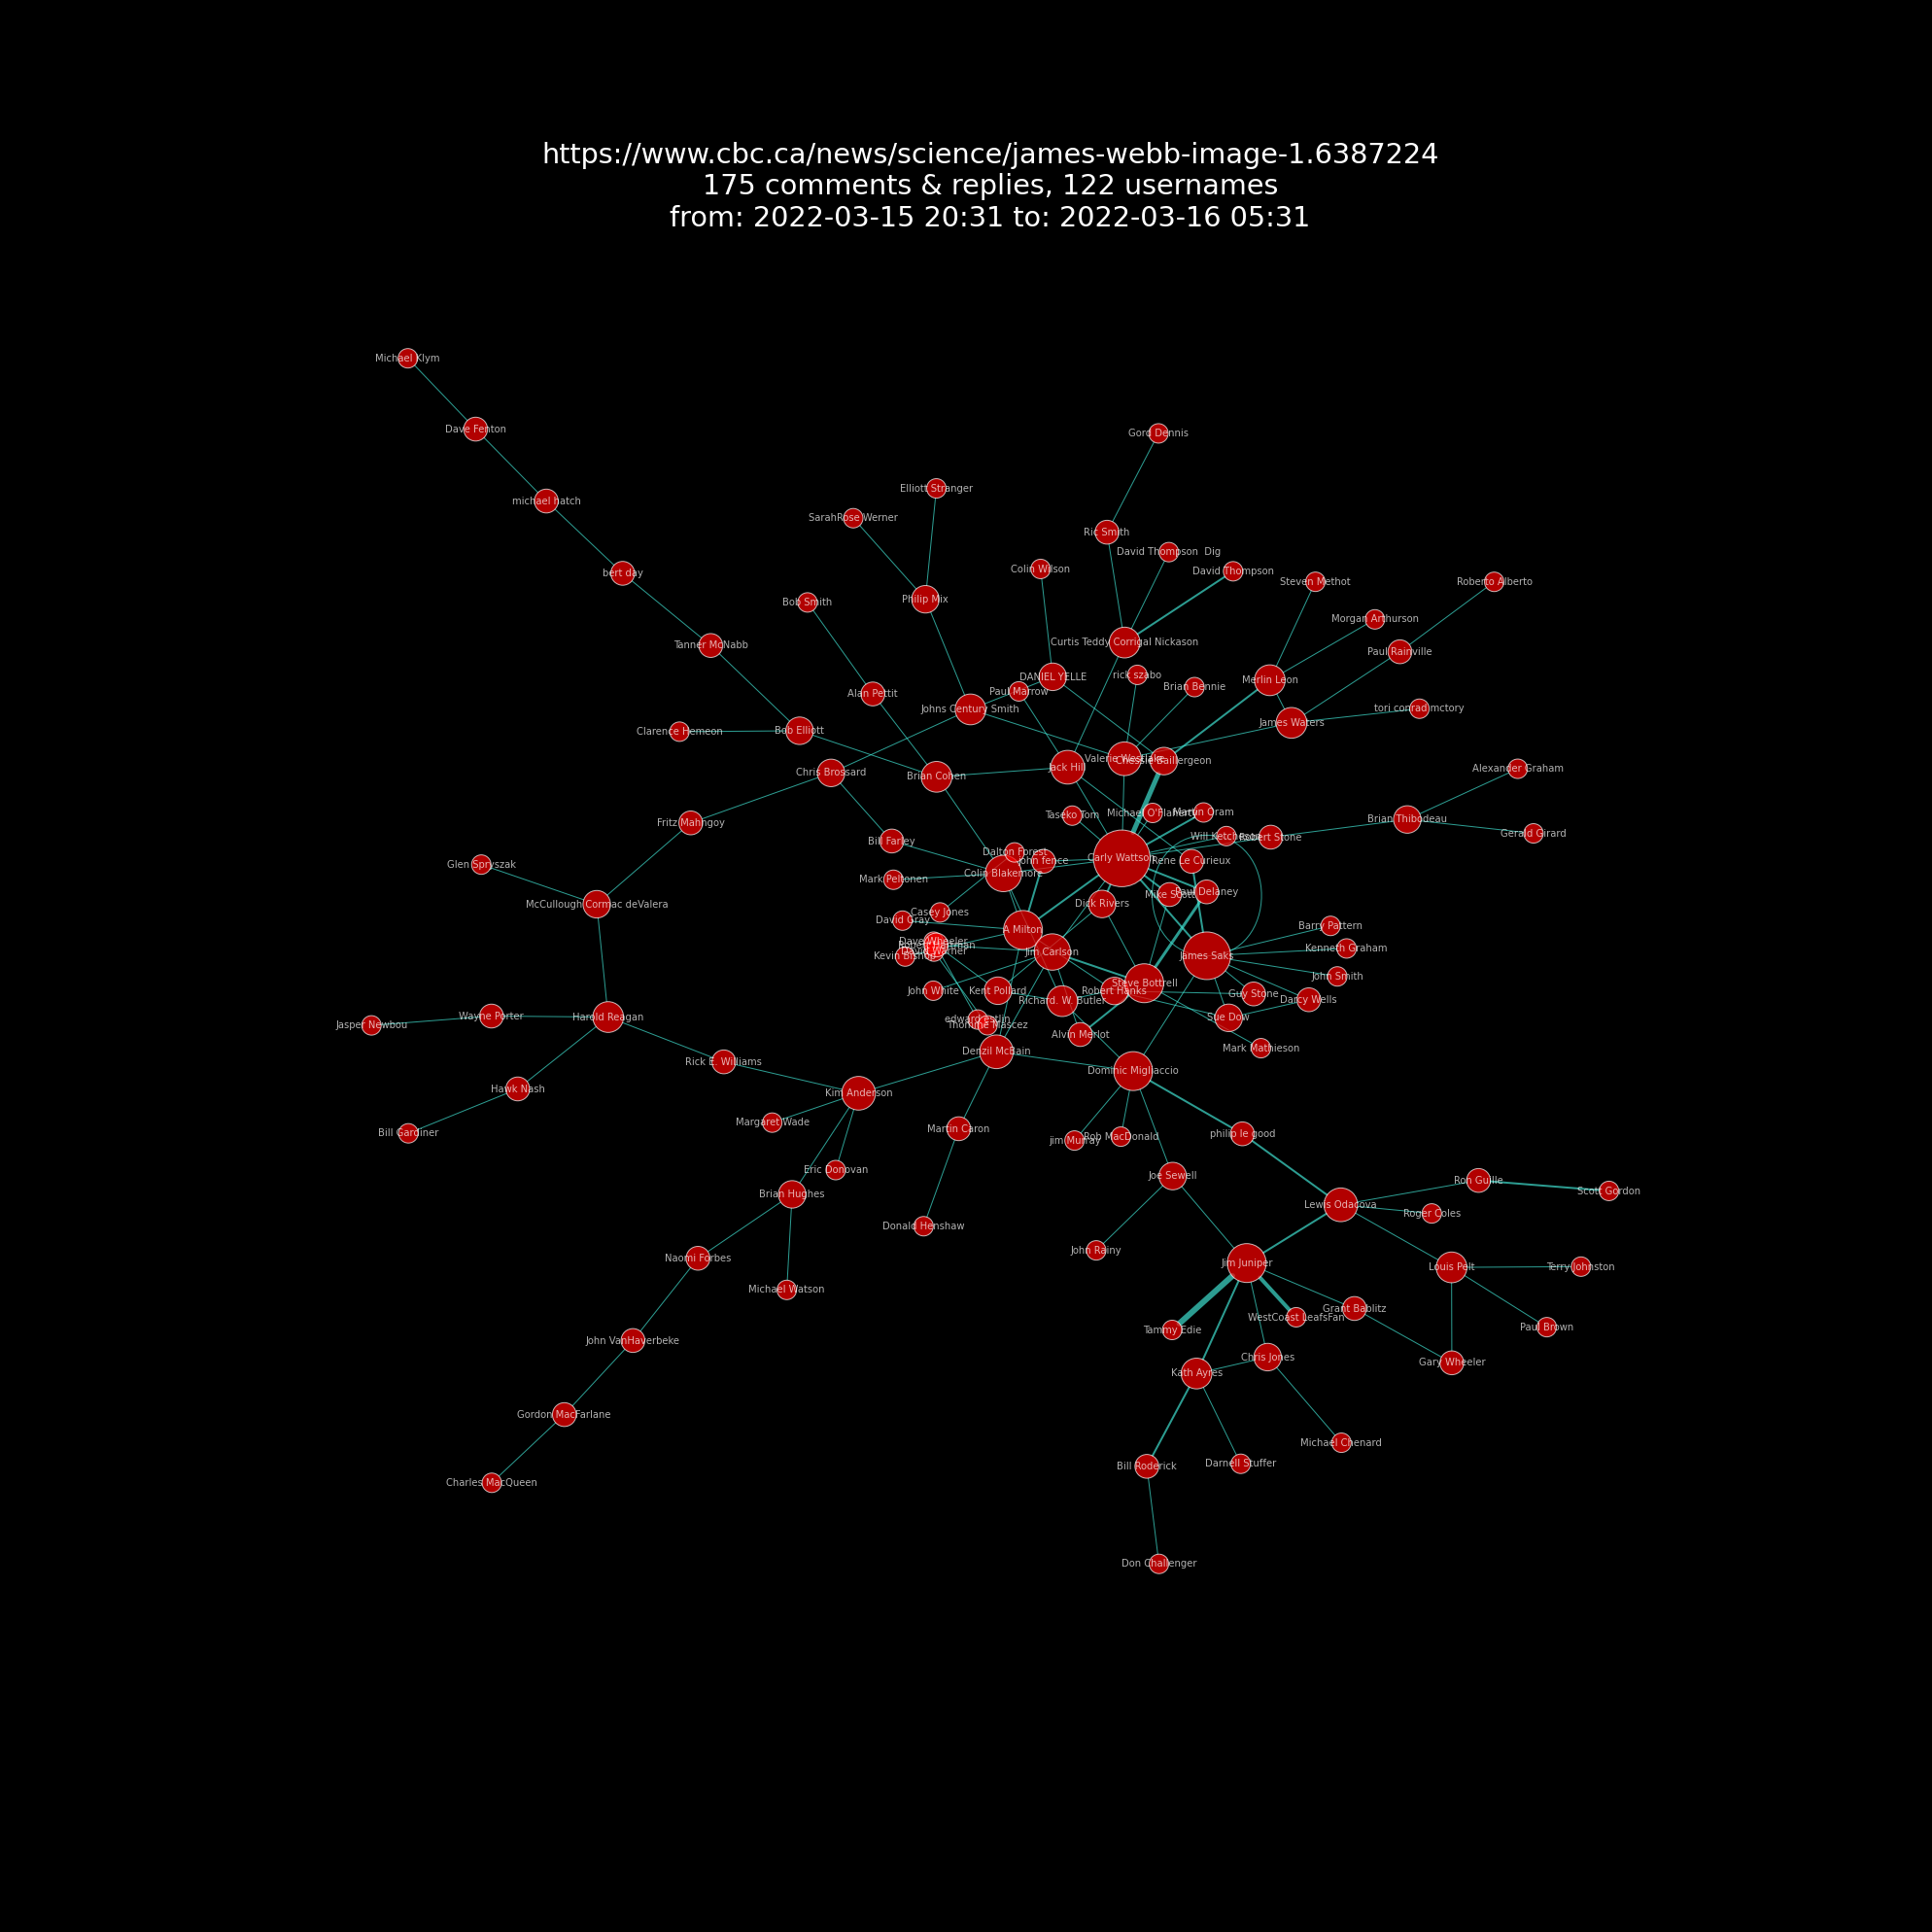 https://www.cbc.ca/news/science/james-webb-image-1.6387224
175 comments & replies, 122 usernames
from: 2022-03-15 20:31 to: 2022-03-16 05:31
Michael Klym
Dave Fenton
Gord Dennis
Elliott Stranger
michael hatch
SarahRose Werner
Ric Smith
David Thompson Dig
Colin Wilson
David Thompson
bert day
Steven Methot
Roberto Alberto
Philip Mix
Bob Smith
Morgan Arthurson
Curtis Teddy Corrigal Nickason
Tanner McNabb
Paul Rainville
DANIEL YELLE
rick szabo
Merlin Leon
Brian Bennie
Paul Marrow
Alan Pettit
Johns Century Smith
tori conrad mctory
James Waters
Clarence Hemeon
Bob Elliott
Valerie
Chessie Baillergeon
Jack Hill
Alexander Graham
Chris Brossard
Brian Cohen
Taseko Tom
Michael O'Flaherty
Martin Oram
Brian Thibodeau
Fritz Mahngoy
Gerald Girard
Will
Robert Stone
Bill Farley
Dalton Forest
Carly Wattson
John fence
Rene Le Curieux
Glen Spryszak
Colin Blakemore
Mark Peltonen
Mike Scott
Paul Delaney
McCullough Cormac deValera
Dick Rivers
Casey Jones
David Gray
Barry Pattern
A Milton
Dave Wheeler
Kenneth Graham
Jim Carlson
Kevin Bishop
James Saks
John Smith
Steve Bottrell
John White
Kent Pollard
Robert Hanks
Guy Stone
Richard. W. Butler
Darcy Wells
Wayne Porter
Harold Reagan
Sue Dow
edward estlin
Jasper Newbou
Thomme Mascez
Alvin Merlot
Mark Mathieson
Denzil McBain
Rick E. Williams
Dominic Migliaccio
Hawk Nash
Kim Anderson
Margaret Wade
Martin Caron
Bill Gardiner
philip le good
Rob MacDonald
jim Murray
Eric Donovan
Joe Sewell
Ron Guille
Scott Gordon
Brian Hughes
Lewis Odacova
Roger Coles
Donald Henshaw
John Rainy
Naomi Forbes
Jim Juniper
Louis Pelt
Terry Johnston
Michael Watson
Grant Bablitz
WestCoast LeafsFan
Paul Brown
Tammy Edie
John VanHaverbeke
Chris Jones
Gary Wheeler
Kath Ayres
Gordon MacFarlane
Michael Chenard
Darnell Stuffer
Bill Roderick
Charles MacQueen
Don Challenger